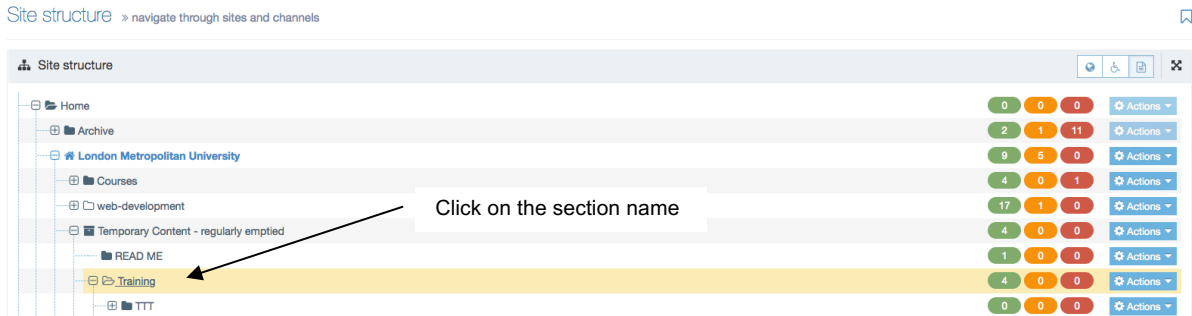 Site structure » navigate through sites and channels
Site structure
Home 0 0 0 Actions
Archive 2 1 11 Actions
London Metropolitan University 9 5 0 Actions
Courses 4 0 1 Actions
web-development 17 1 0 Actions
Click on the section name
Temporary Content - regularly emptied 4 0 0 Actions
READ ME 1 0 0 Actions
Training 4 0 0 Actions
TTT 0 0 0 Actions